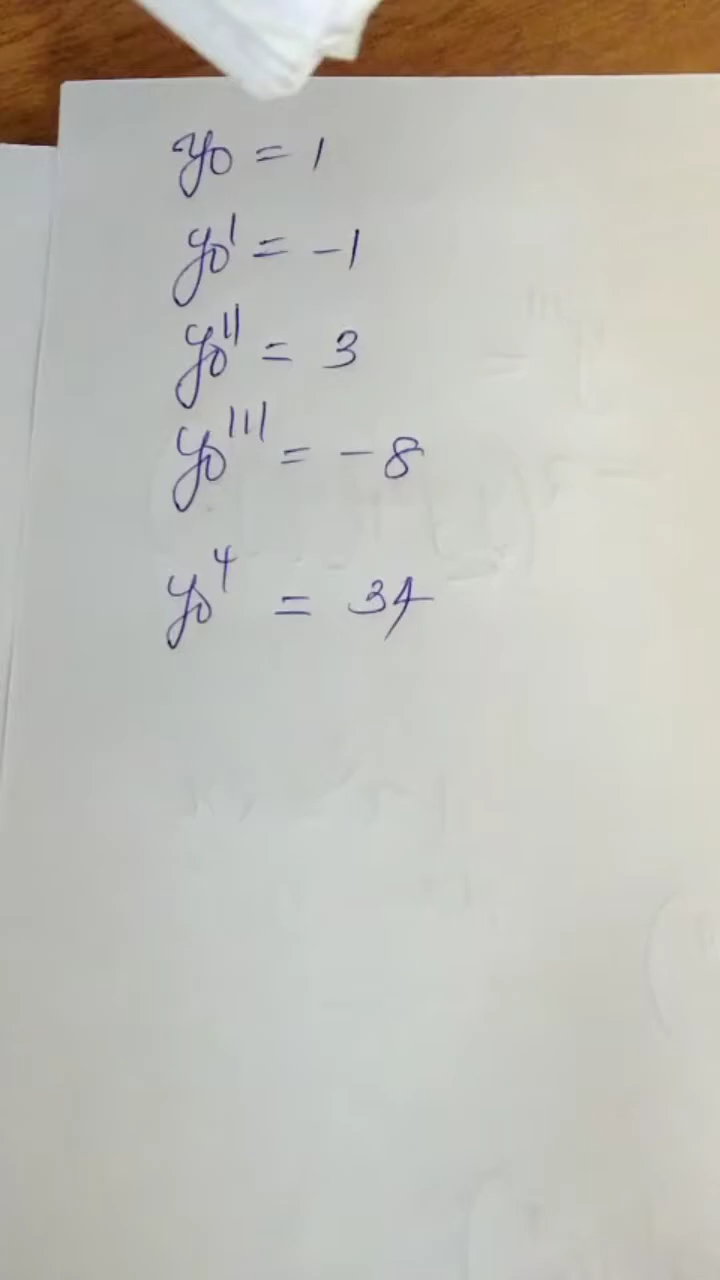 y₀ = 1
y₀' = -1
y₀'' = 3
y₀''' = -8
y₀⁴ = 34